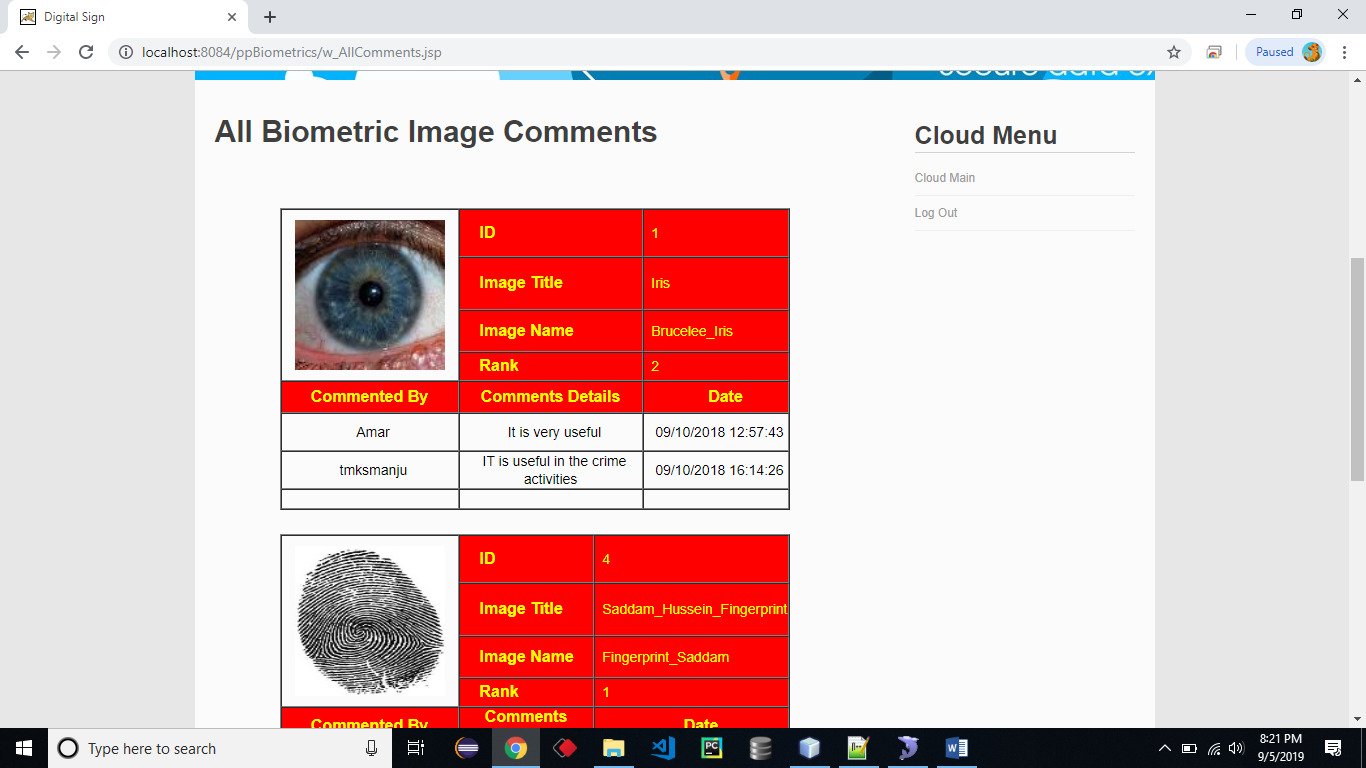 Digital Sign
localhost:8084/ppBiometrics/w_AllComments.jsp
Paused
All Biometric Image Comments
Cloud Menu
Cloud Main
Log Out
ID 1
Image Title Iris
Image Name Brucelee_Iris
Rank 2
Commented By Comments Details Date
Amar It is very useful 09/10/2018 12:57:43
tmksmanju IT is useful in the crime activities 09/10/2018 16:14:26
ID 4
Image Title Saddam_Hussein_Fingerprint
Image Name Fingerprint_Saddam
Rank 1
Commented By Comments Date
Type here to search
PC
8:21 PM
9/5/2019